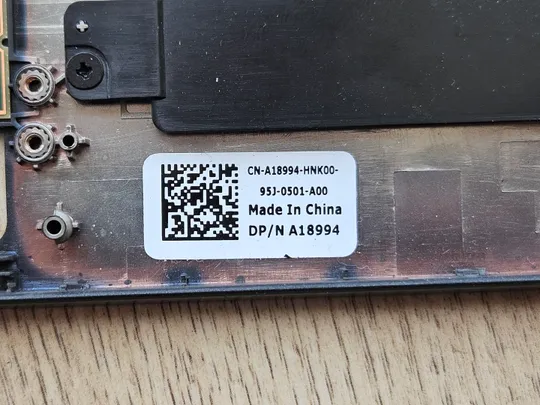 CN-A18994-HNK00-
95J-0501-A00
Made In China
DP/N A18994